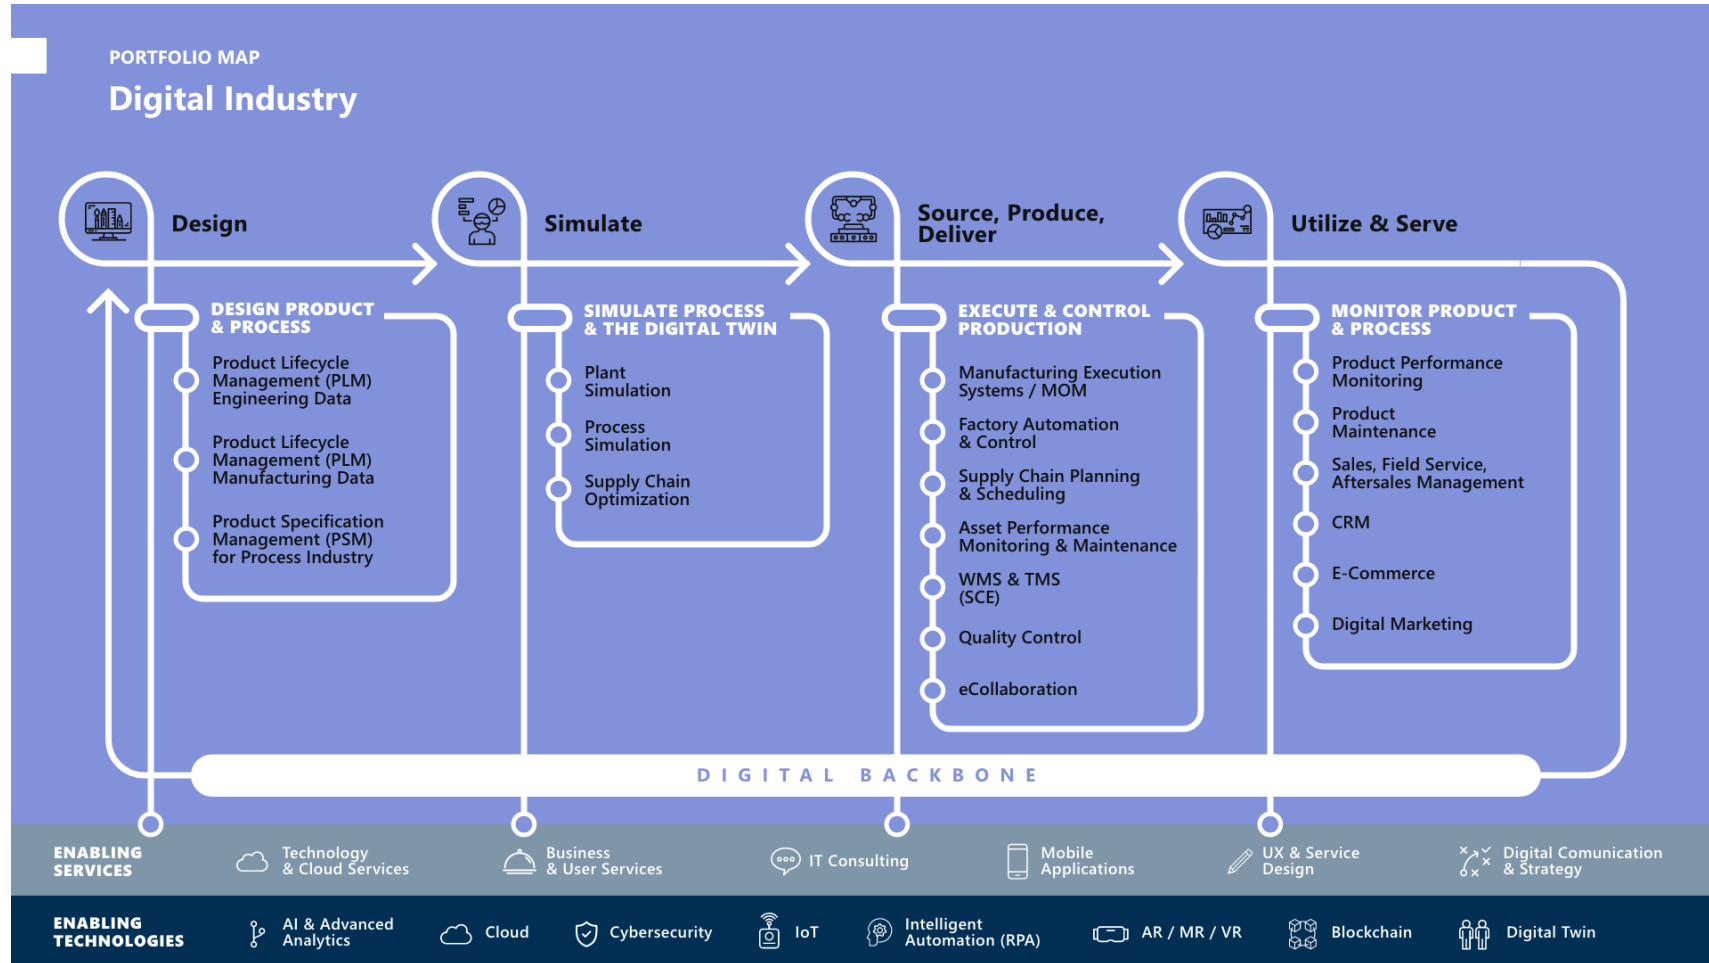 PORTFOLIO MAP
Digital Industry
Design
Simulate
Source, Produce,
Deliver
Utilize & Serve
DESIGN PRODUCT
& PROCESS
Product Lifecycle
Management (PLM)
Engineering Data
Product Lifecycle
Management (PLM)
Manufacturing Data
Product Specification
Management (PSM)
for Process Industry
SIMULATE PROCESS
& THE DIGITAL TWIN
Plant
Simulation
Process
Simulation
Supply Chain
Optimization
EXECUTE & CONTROL
PRODUCTION
Manufacturing Execution
Systems / MOM
Factory Automation
& Control
Supply Chain Planning
& Scheduling
Asset Performance
Monitoring & Maintenance
WMS & TMS
(SCE)
Quality Control
eCollaboration
MONITOR PRODUCT
& PROCESS
Product Performance
Monitoring
Product
Maintenance
Sales, Field Service,
Aftersales Management
CRM
E-Commerce
Digital Marketing
DIGITAL BACKBONE
ENABLING
SERVICES
Technology
& Cloud Services
Business
& User Services
IT Consulting
Mobile
Applications
UX & Service
Design
Digital Comunication
& Strategy
ENABLING
TECHNOLOGIES
AI & Advanced
Analytics
Cloud
Cybersecurity
IoT
Intelligent
Automation (RPA)
AR / MR / VR
Blockchain
Digital Twin